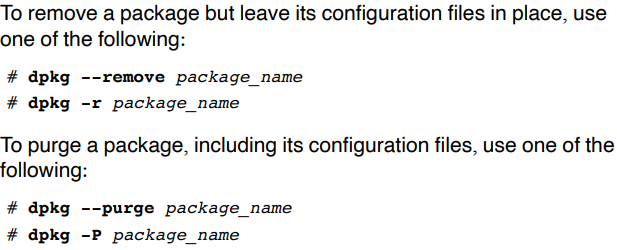 To remove a package but leave its configuration files in place, use
one of the following:
# dpkg --remove package_name
# dpkg -r package_name
To purge a package, including its configuration files, use one of the
following:
# dpkg --purge package_name
# dpkg -P package_name